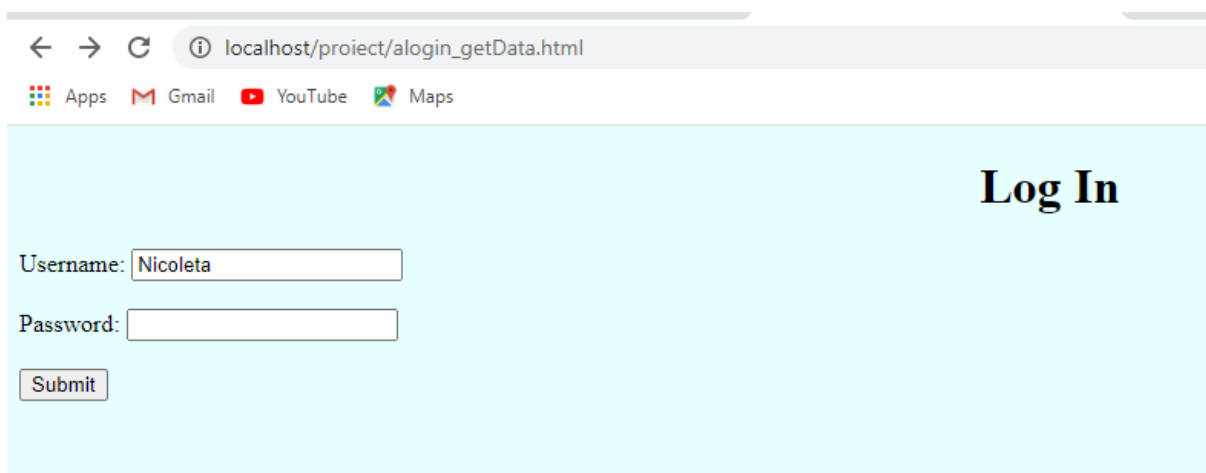 localhost/proiect/alogin_getData.html
Apps Gmail YouTube Maps
Log In
Username: Nicoleta
Password:
Submit